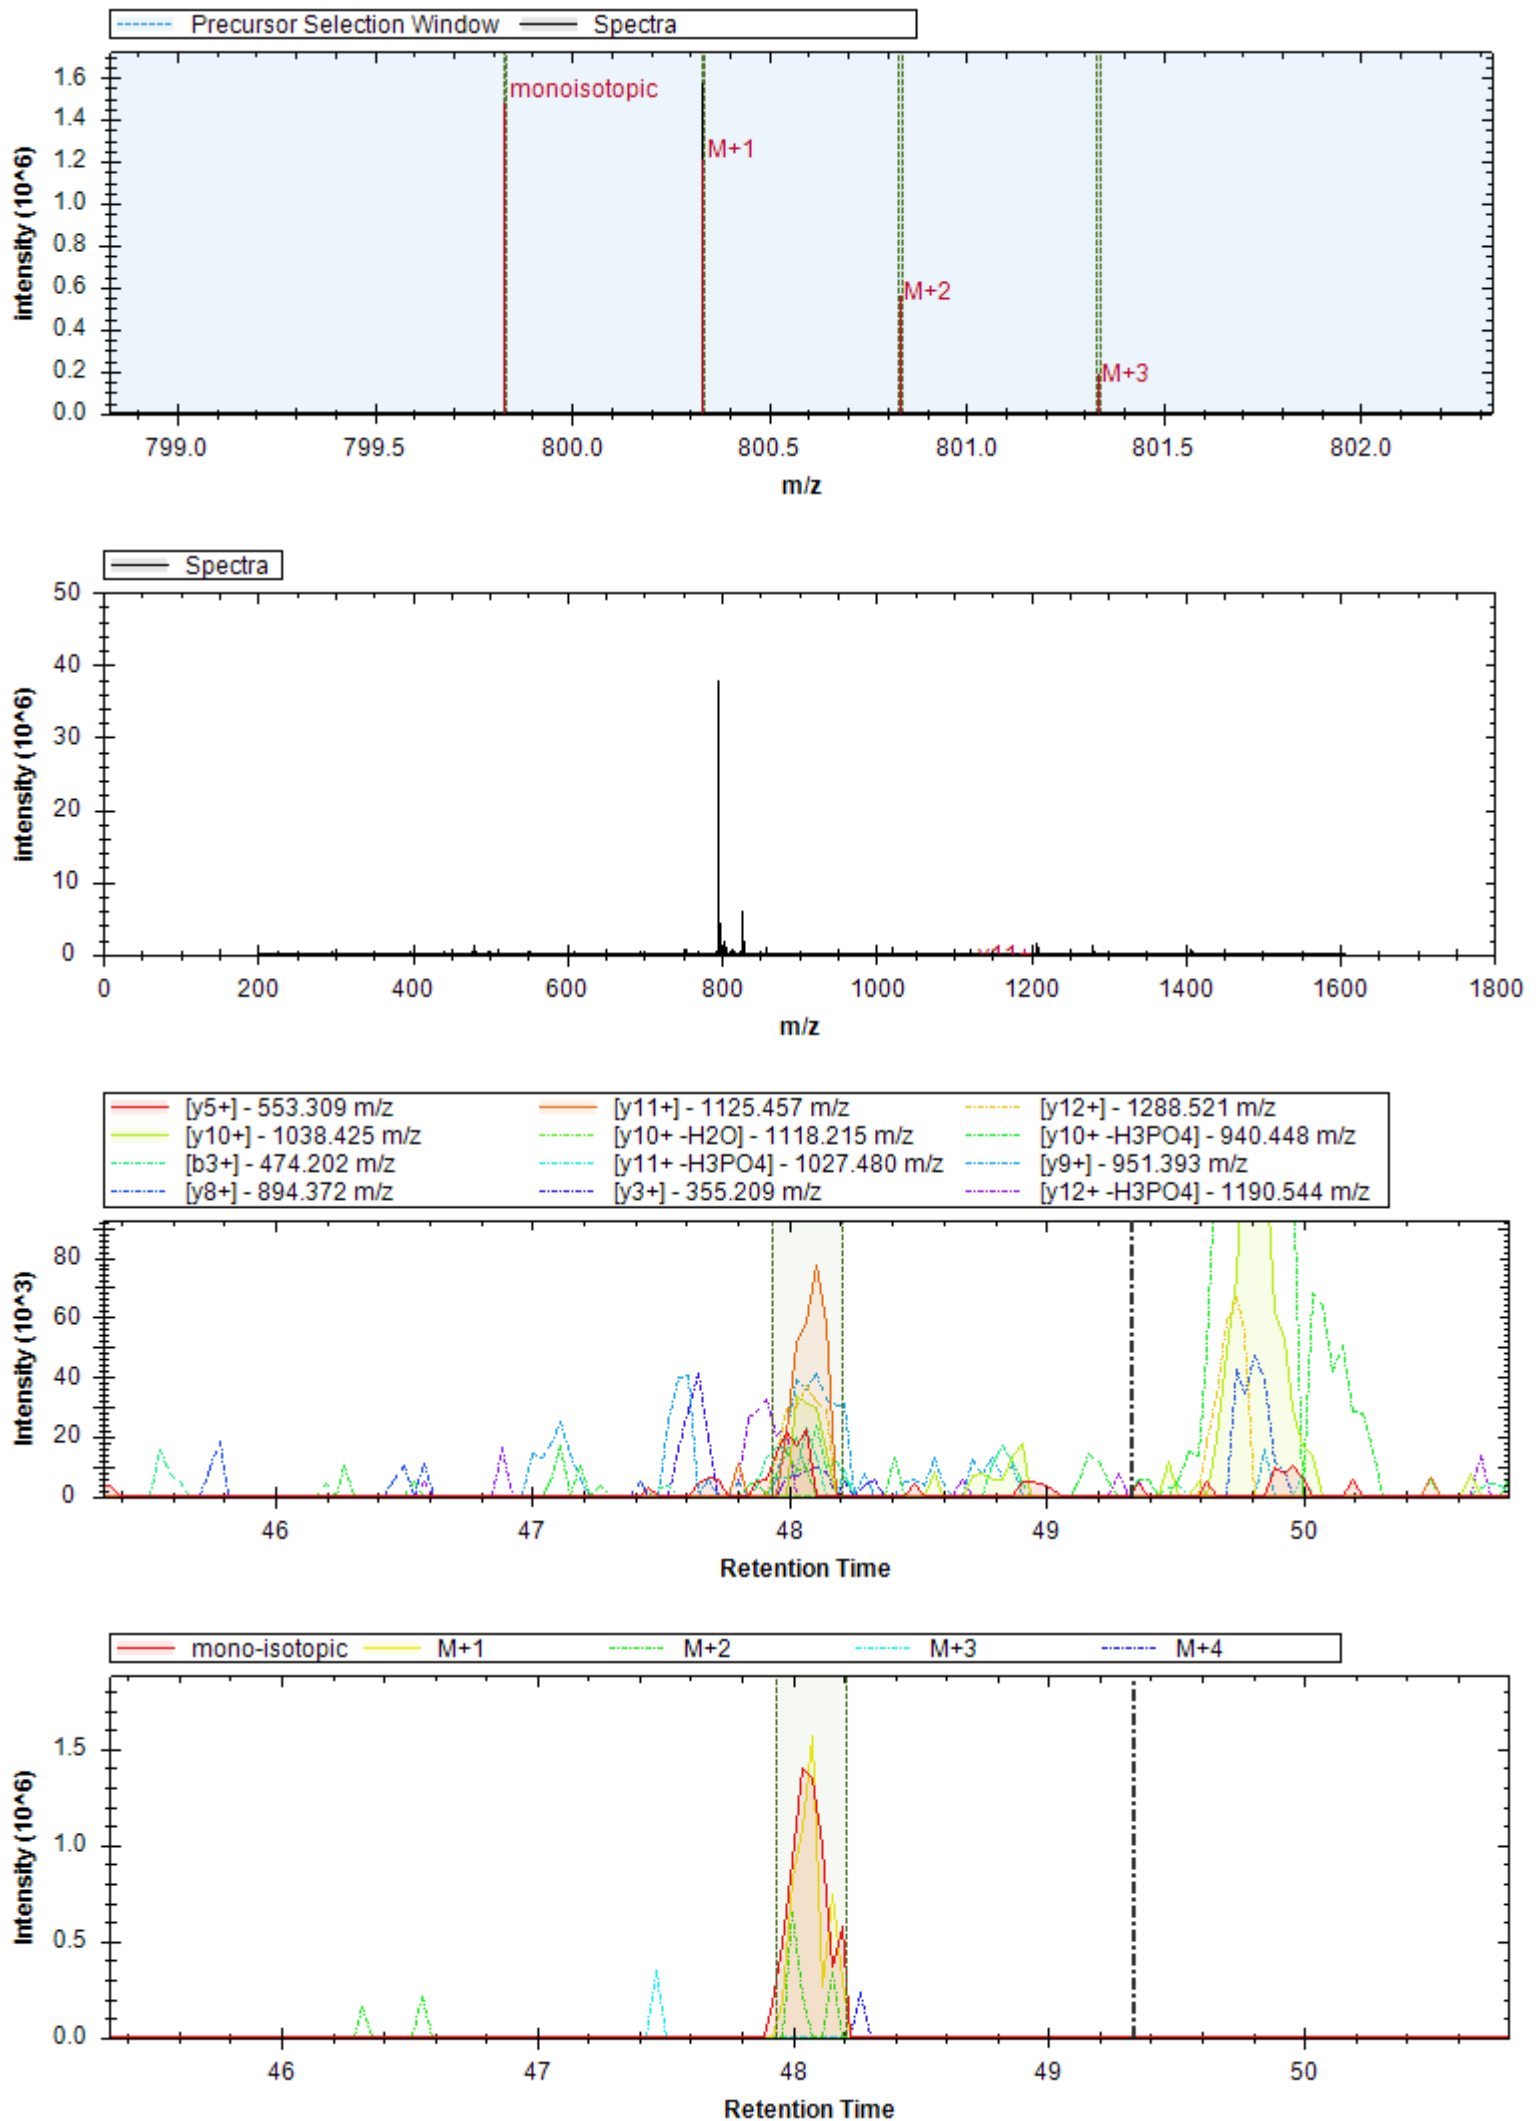 Precursor Selection Window Spectra
1.6
1.4
1.2
1.0
0.8
0.6
0.4
0.2
0.0
intensity (10^6)
monoisotopic
M+1
M+2
M+3
799.0 799.5 800.0 800.5 801.0 801.5 802.0
m/z
Spectra
50
40
30
20
10
0
intensity (10^6)
y11+
0 200 400 600 800 1000 1200 1400 1600 1800
m/z
[y5+] - 553.309 m/z [y11+] - 1125.457 m/z [y12+] - 1288.521 m/z
[y10+] - 1038.425 m/z [y10+ -H2O] - 1118.215 m/z [y10+ -H3PO4] - 940.448 m/z
[b3+] - 474.202 m/z [y11+ -H3PO4] - 1027.480 m/z [y9+] - 951.393 m/z
[y8+] - 894.372 m/z [y3+] - 355.209 m/z [y12+ -H3PO4] - 1190.544 m/z
80
60
40
20
0
Intensity (10^3)
46 47 48 49 50
Retention Time
mono-isotopic M+1 M+2 M+3 M+4
1.5
1.0
0.5
0.0
Intensity (10^6)
46 47 48 49 50
Retention Time